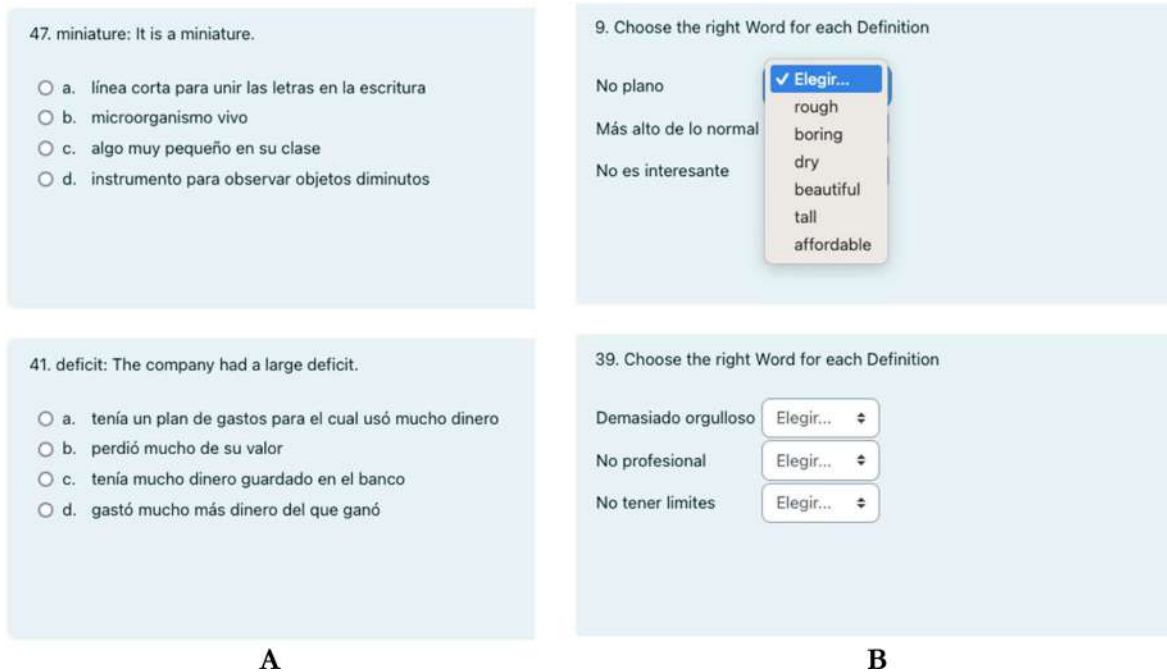 47. miniature: It is a miniature.
a. línea corta para unir las letras en la escritura
b. microorganismo vivo
c. algo muy pequeño en su clase
d. instrumento para observar objetos diminutos
9. Choose the right Word for each Definition
No plano
Más alto de lo normal
No es interesante
✓ Elegir...
rough
boring
dry
beautiful
tall
affordable
41. deficit: The company had a large deficit.
a. tenía un plan de gastos para el cual usó mucho dinero
b. perdió mucho de su valor
c. tenía mucho dinero guardado en el banco
d. gastó mucho más dinero del que ganó
39. Choose the right Word for each Definition
Demasiado orgulloso Elegir...
No profesional Elegir...
No tener limites Elegir...
A
B